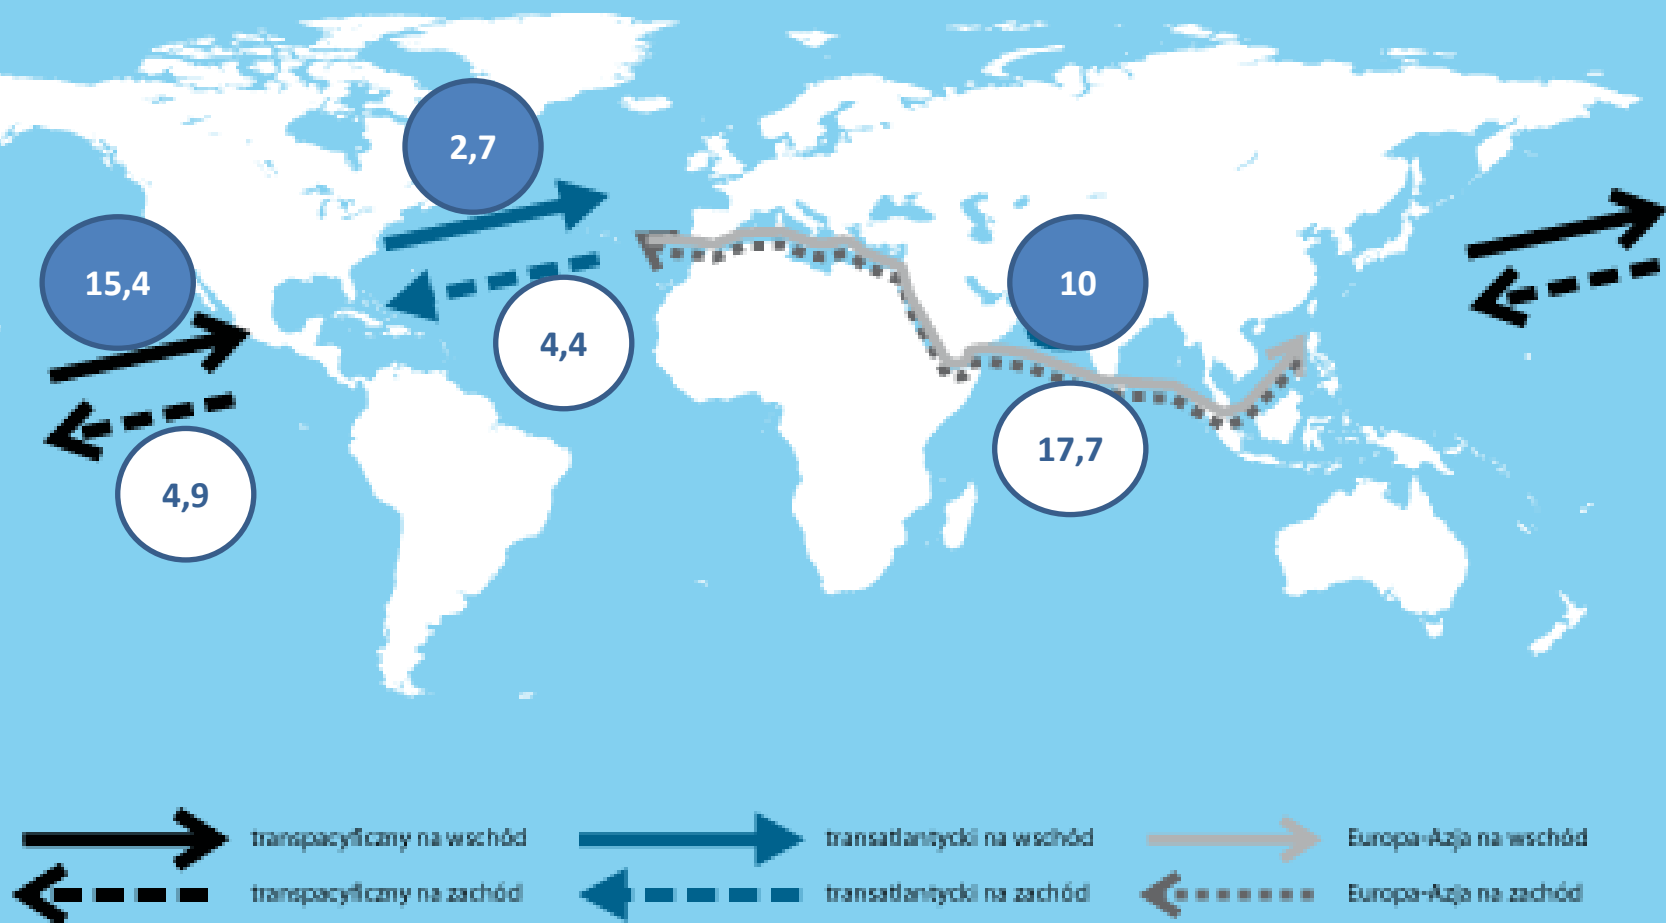 2,7
15,4
10
4,4
17,7
4,9
transpacyficzny na wschód
transatlantycki na wschód
Europa-Azja na wschód
transpacyficzny na zachód
transatlantycki na zachód
Europa-Azja na zachód